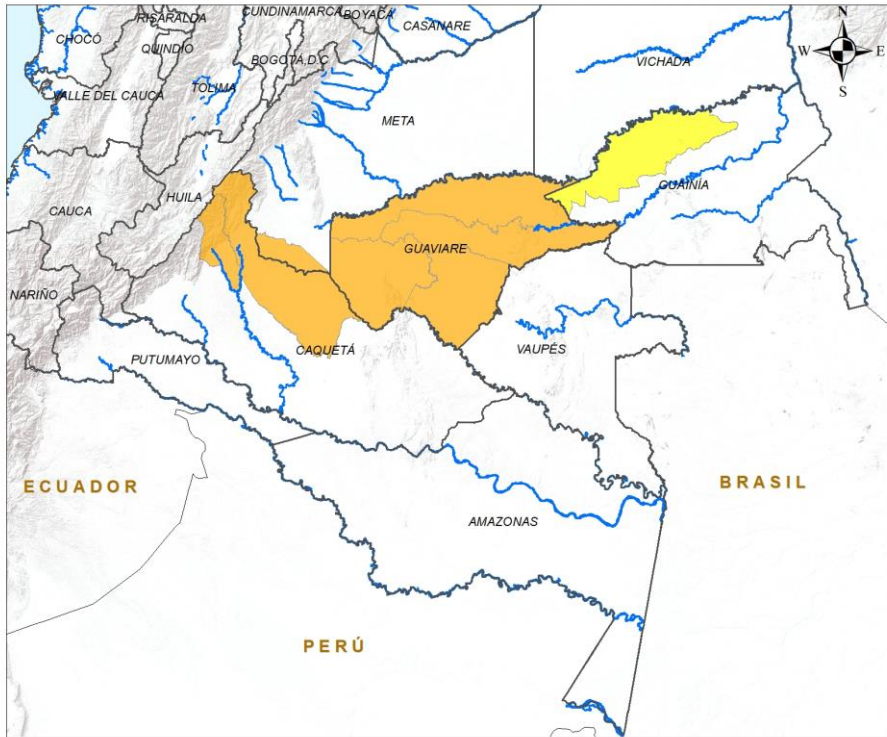 CUNDINAMARCA
BOYACÁ
RISARALDA
CASANARE
N
CHOCÓ
QUINDIO
W
E
BOGOTÁ,D.C
VICHADA
S
VALLE DEL CAUCA
TOLIMA
META
GUAINÍA
HUILA
CAUCA
GUAVIARE
NARIÑO
CAQUETÁ
VAUPÉS
PUTUMAYO
ECUADOR
BRASIL
AMAZONAS
PERÚ